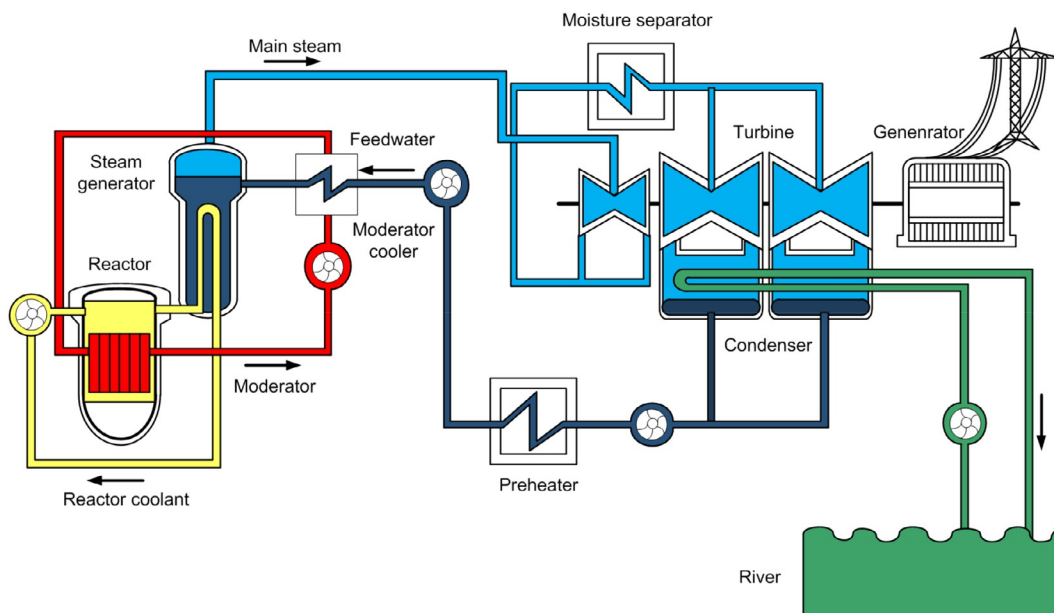 Moisture separator
Main steam
Turbine
Genenrator
Feedwater
Steam
generator
Moderator
cooler
Reactor
Condenser
Moderator
Preheater
Reactor coolant
River